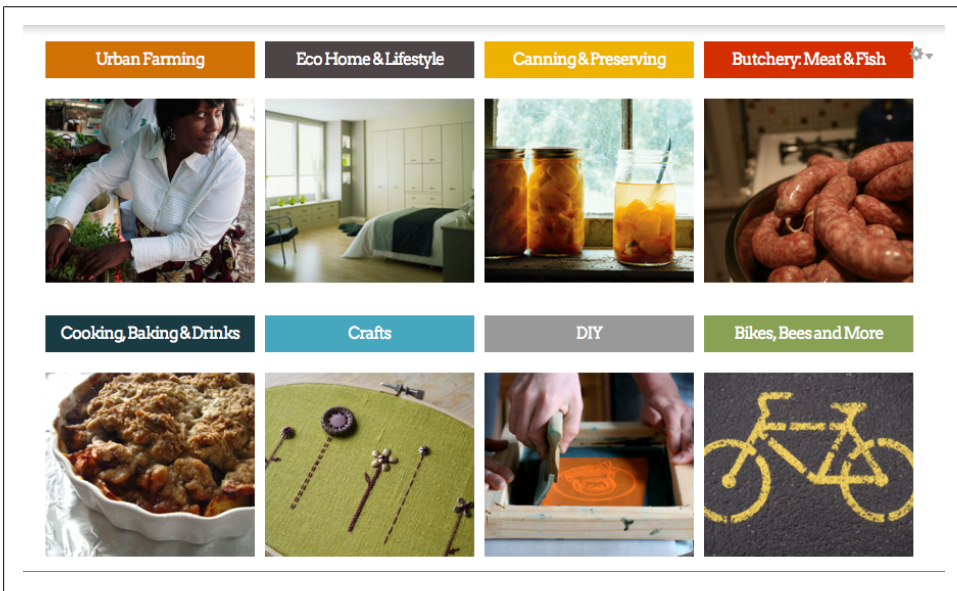 Urban Farming
Eco Home & Lifestyle
Canning & Preserving
Butchery: Meat & Fish
Cooking, Baking & Drinks
Crafts
DIY
Bikes, Bees and More